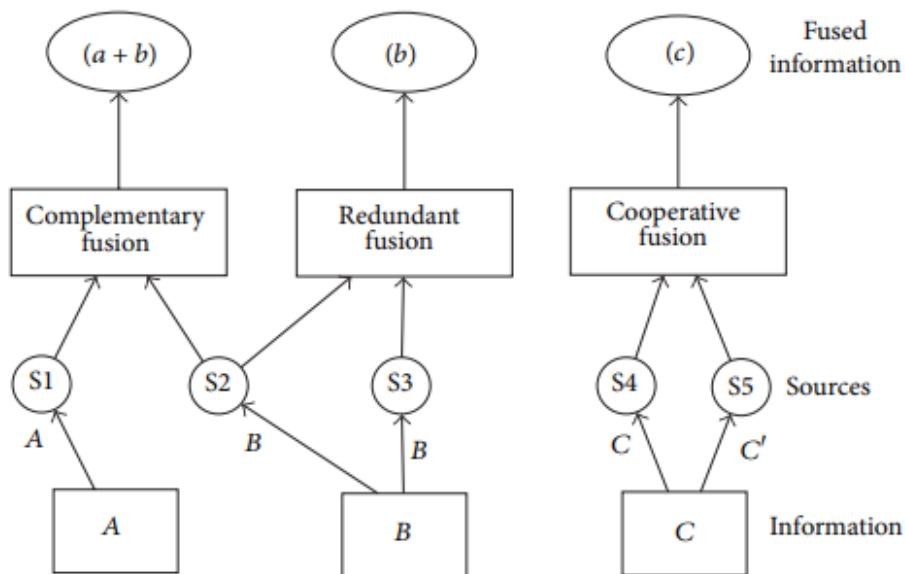 (a + b)
(b)
(c)
Fused
information
Complementary
fusion
Redundant
fusion
Cooperative
fusion
S1
S2
S3
S4
S5
Sources
A
B
B
C
C′
A
B
C
Information